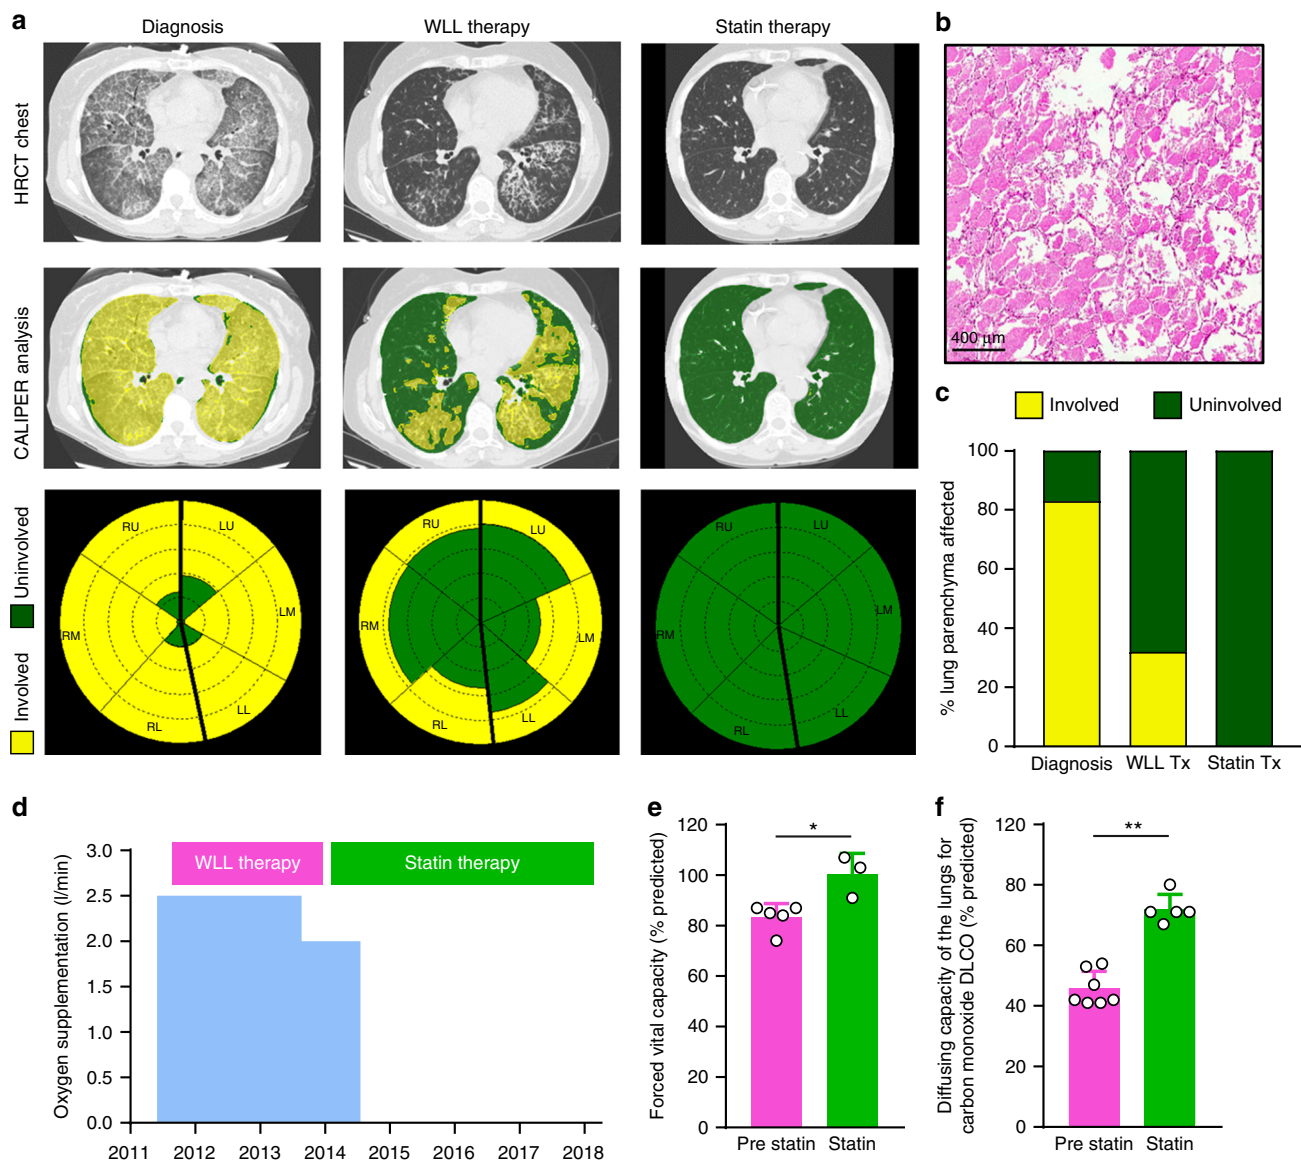 a
Diagnosis
WLL therapy
Statin therapy
HRCT chest
CALIPER analysis
Uninvolved
Involved
RU
LU
RM
LM
RL
LL
RU
LU
RM
LM
RL
LL
RU
LU
RM
LM
RL
LL
b
400 μm
c
Involved
Uninvolved
% lung parenchyma affected
100
80
60
40
20
0
Diagnosis
WLL Tx
Statin Tx
d
Oxygen supplementation (l/min)
3.0
2.5
2.0
1.5
1.0
0.5
0.0
WLL therapy
Statin therapy
2011
2012
2013
2014
2015
2016
2017
2018
e
Forced vital capacity (% predicted)
120
100
80
60
40
20
0
*
Pre statin
Statin
f
Diffusing capacity of the lungs for
carbon monoxide DLCO (% predicted)
120
80
60
40
20
0
**
Pre statin
Statin